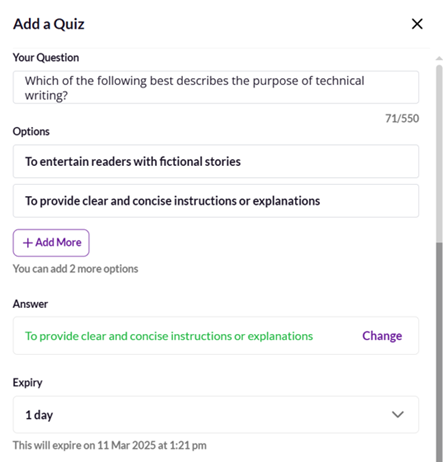 Add a Quiz
Your Question
Which of the following best describes the purpose of technical
writing?
71/550
Options
To entertain readers with fictional stories
To provide clear and concise instructions or explanations
+ Add More
You can add 2 more options
Answer
To provide clear and concise instructions or explanations Change
Expiry
1 day
This will expire on 11 Mar 2025 at 1:21 pm